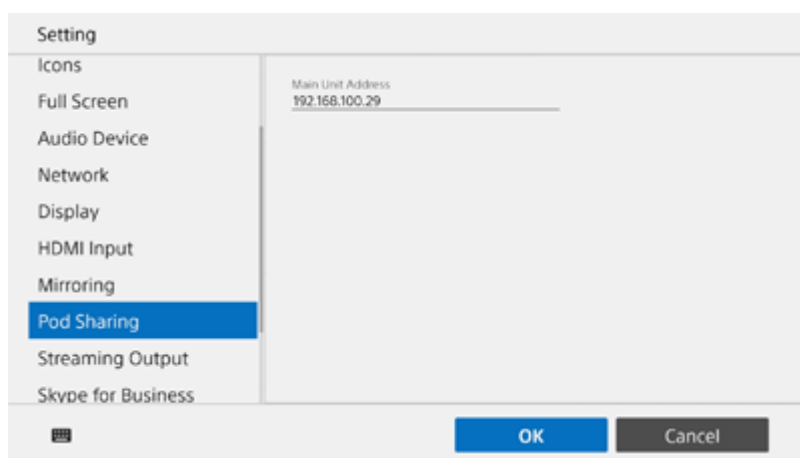 Setting
Icons
Full Screen
Audio Device
Network
Display
HDMI Input
Mirroring
Pod Sharing
Streaming Output
Skype for Business
Main Unit Address
192.168.100.29
OK
Cancel